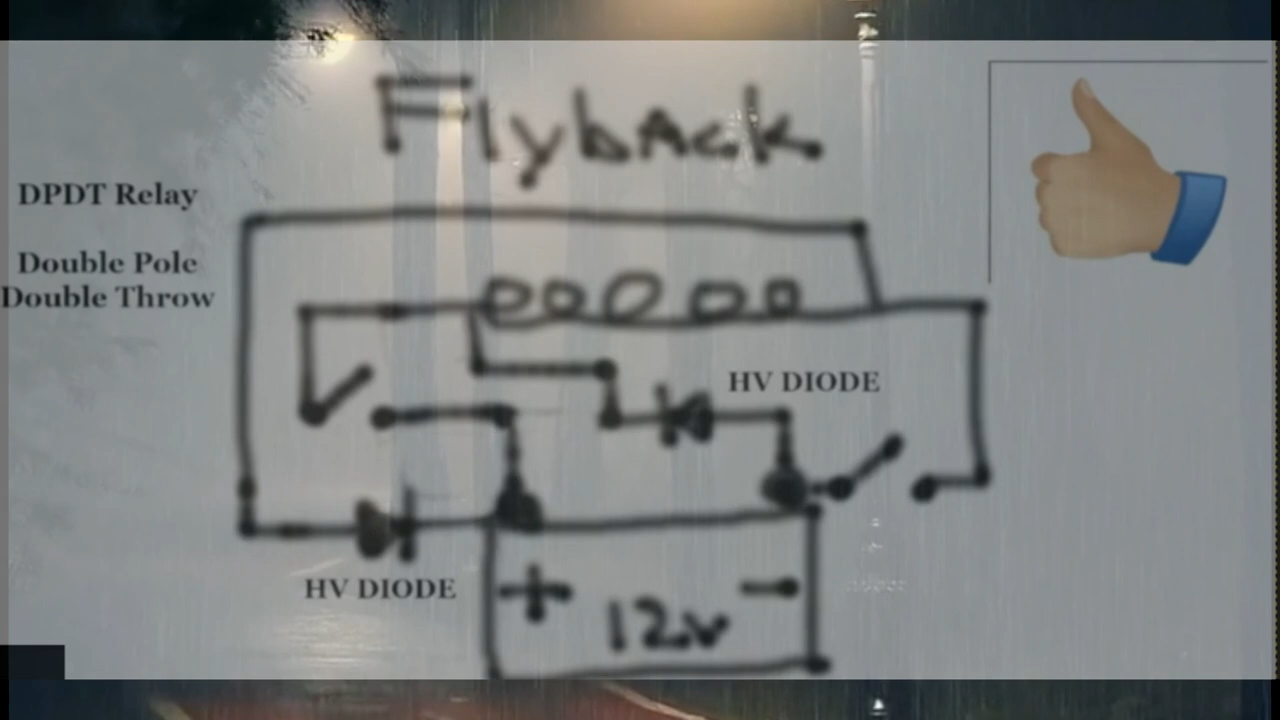 FlybAck
DPDT Relay
Double Pole
Double Throw
HV DIODE
HV DIODE
+ 12v -